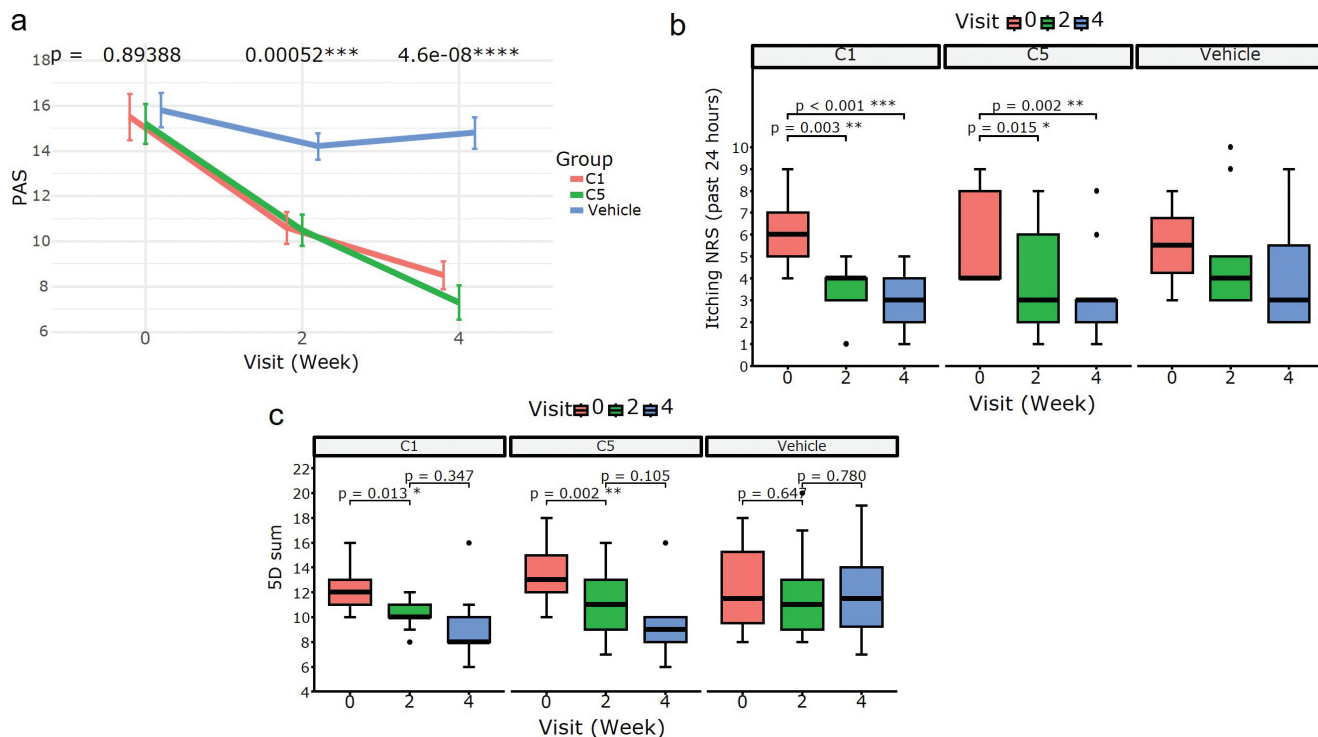 a
p = 0.89388 0.00052*** 4.6e-08****
18
16
14
12
10
8
6
PAS
0 2 4
Visit (Week)
Group
C1
C5
Vehicle
b
Visit 0 2 4
C1 C5 Vehicle
p < 0.001 *** p = 0.002 **
p = 0.003 ** p = 0.015 *
10
9
8
7
6
5
4
3
2
1
0
Itching NRS (past 24 hours)
0 2 4 0 2 4 0 2 4
Visit (Week)
c
Visit 0 2 4
C1 C5 Vehicle
p = 0.347 p = 0.105 p = 0.780
p = 0.013 * p = 0.002 ** p = 0.647
22
20
18
16
14
12
10
8
6
4
5D sum
0 2 4 0 2 4 0 2 4
Visit (Week)